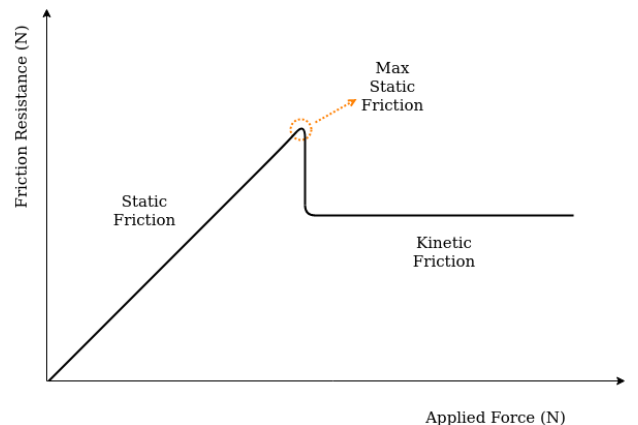 Friction Resistance (N)
Max
Static
Friction
Static
Friction
Kinetic
Friction
Applied Force (N)